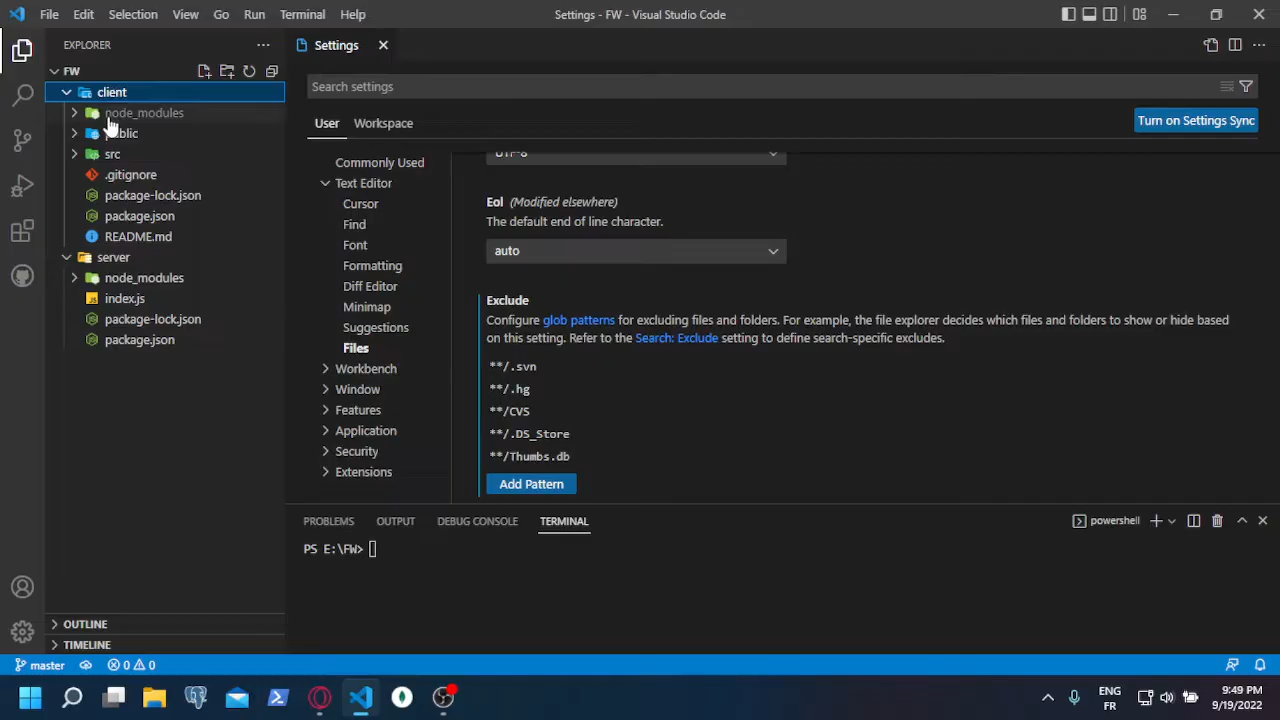 File Edit Selection View Go Run Terminal Help
Settings - FW - Visual Studio Code
EXPLORER
FW
client
node_modules
public
src
.gitignore
package-lock.json
package.json
README.md
server
node_modules
index.js
package-lock.json
package.json
OUTLINE
TIMELINE
Settings
Search settings
User Workspace
Turn on Settings Sync
Commonly Used
Text Editor
Cursor
Find
Font
Formatting
Diff Editor
Minimap
Suggestions
Files
Workbench
Window
Features
Application
Security
Extensions
UTF-8
Eol (Modified elsewhere)
The default end of line character.
auto
Exclude
Configure glob patterns for excluding files and folders. For example, the file explorer decides which files and folders to show or hide based
on this setting. Refer to the Search: Exclude setting to define search-specific excludes.
**/.svn
**/.hg
**/CVS
**/.DS_Store
**/Thumbs.db
Add Pattern
PROBLEMS OUTPUT DEBUG CONSOLE TERMINAL
powershell
PS E:\FW>
master 0 0
ENG
FR
9:49 PM
9/19/2022